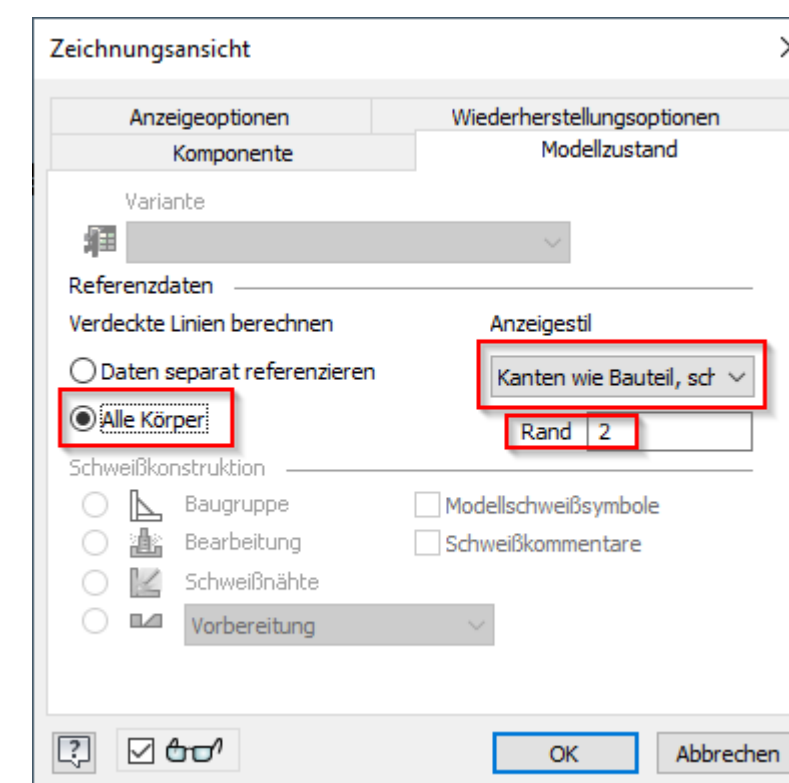 Zeichnungsansicht
Anzeigeoptionen Wiederherstellungsoptionen
Komponente Modellzustand
Variante
Referenzdaten
Verdeckte Linien berechnen Anzeigestil
Daten separat referenzieren Kanten wie Bauteil, sch
Alle Körper Rand 2
Schweißkonstruktion
Baugruppe Modellschweißsymbole
Bearbeitung Schweißkommentare
Schweißnähte
Vorbereitung
OK Abbrechen